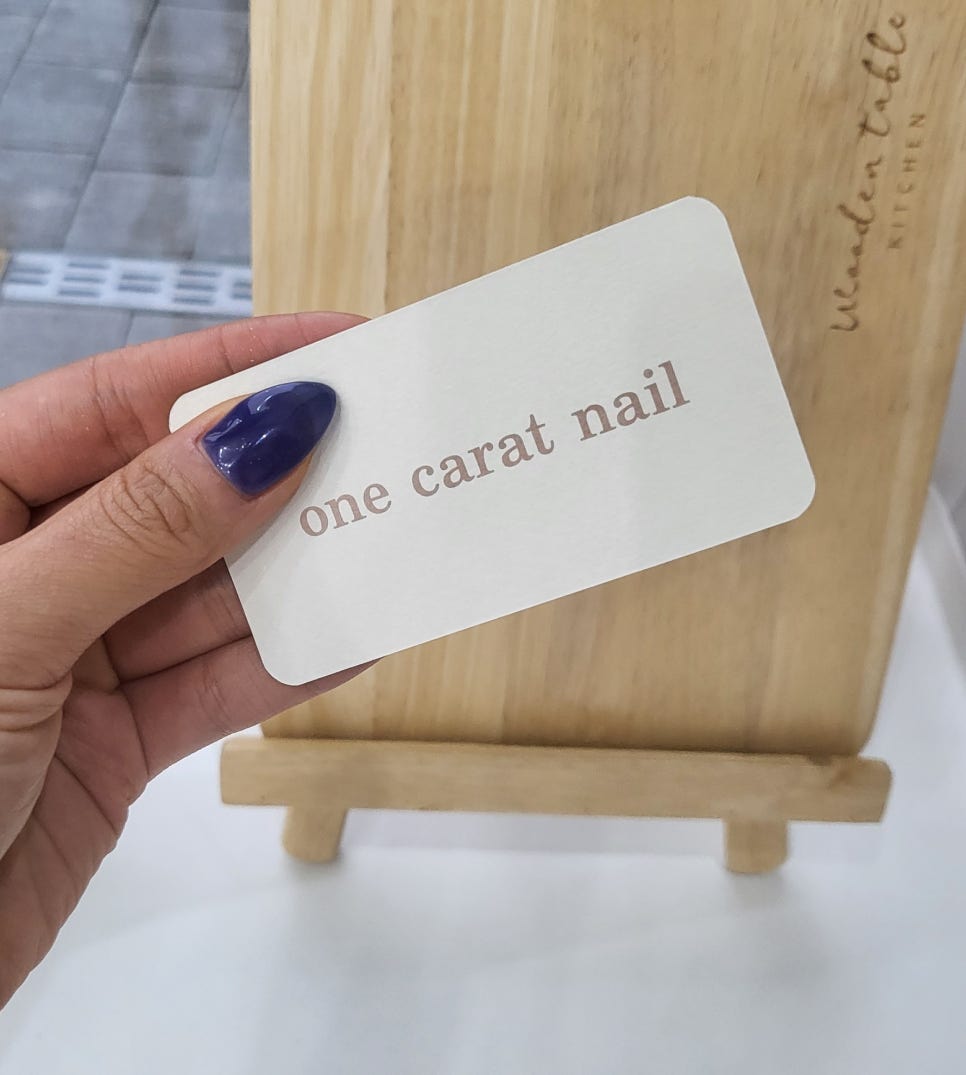 one carat nail
wooden table
KITCHEN